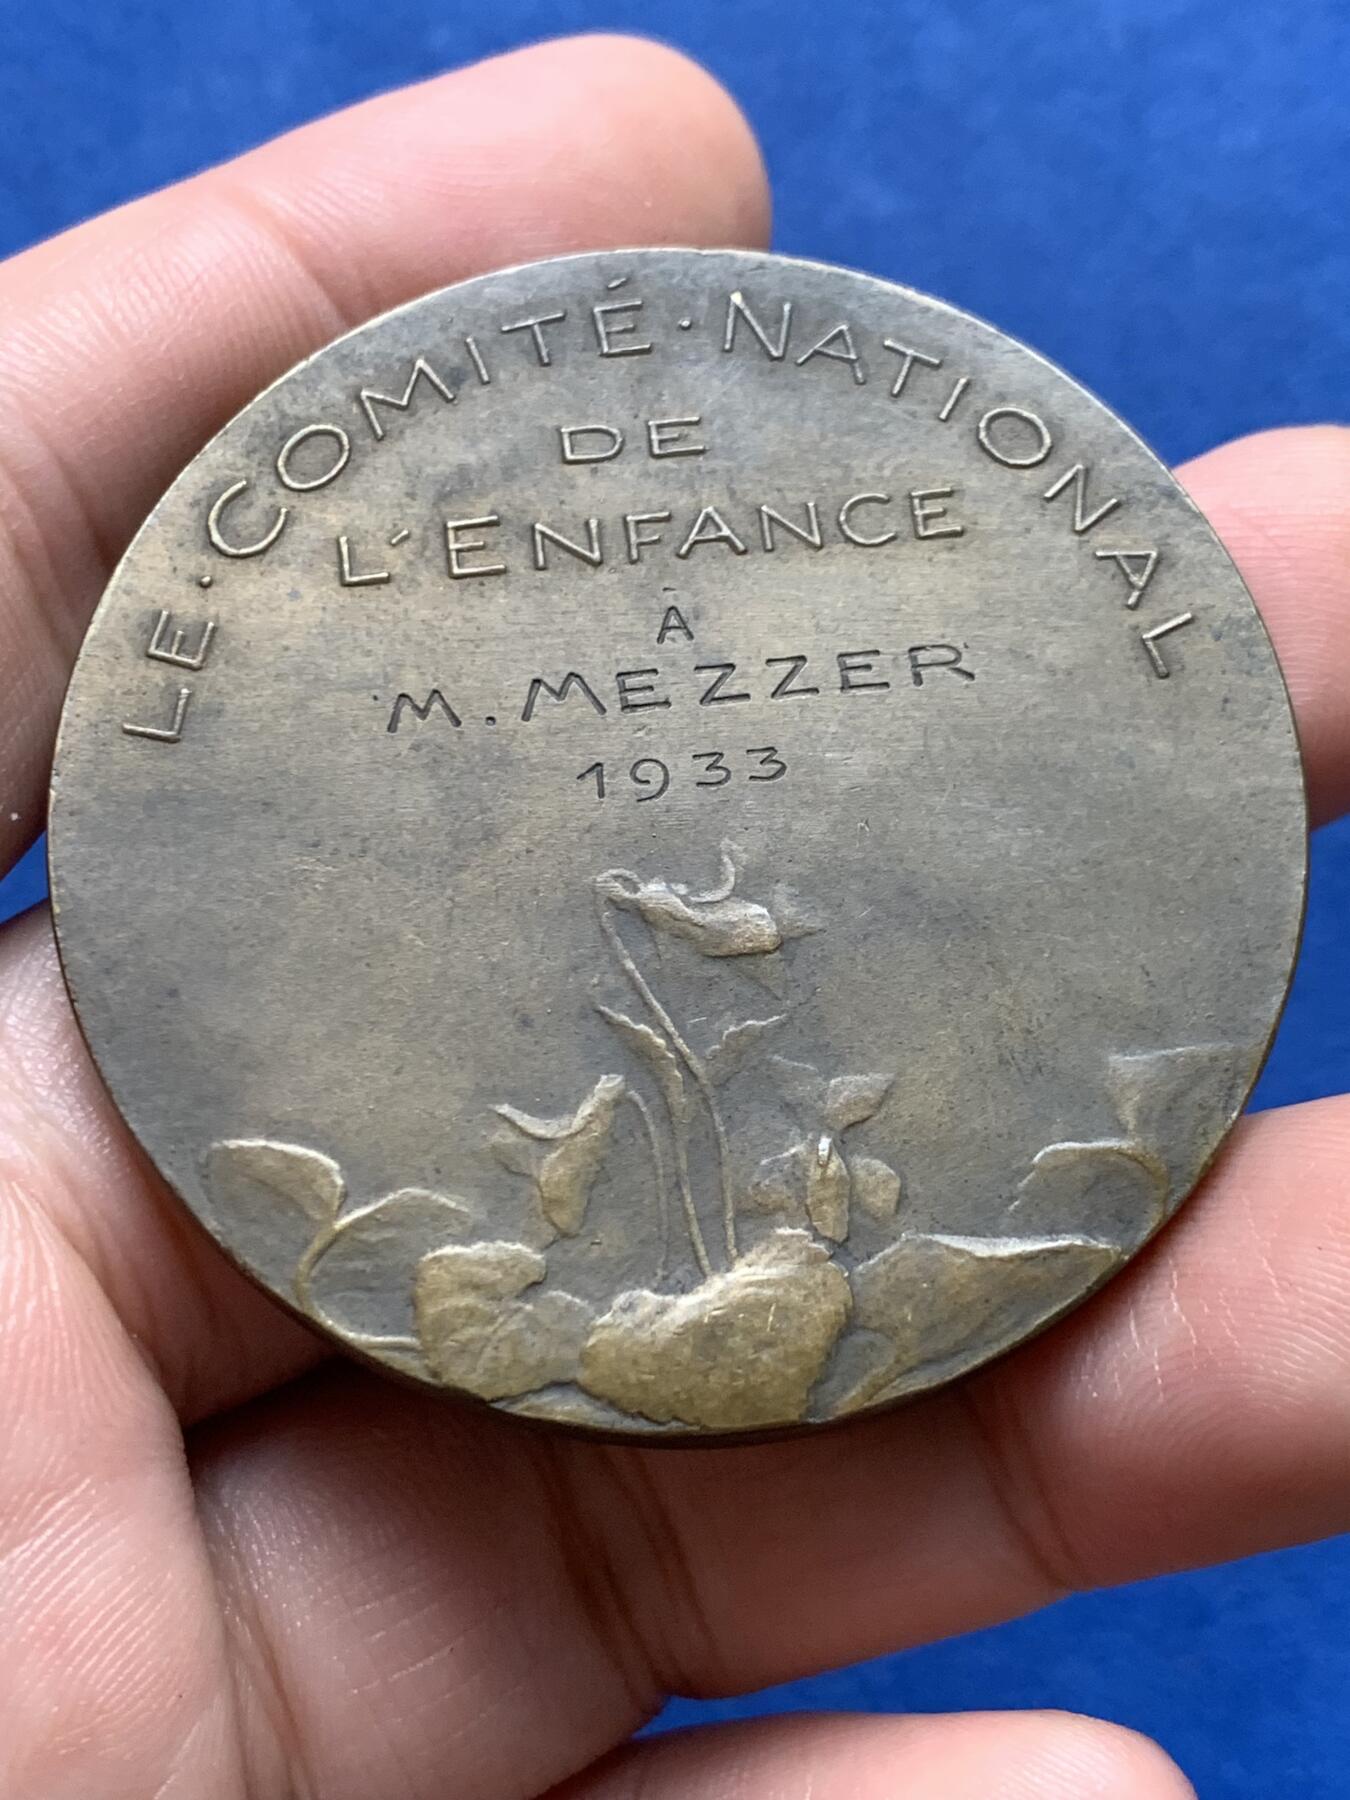 LE · COMITÉ · NATIONAL
DE
L'ENFANCE
À
M. MEZZER
1933